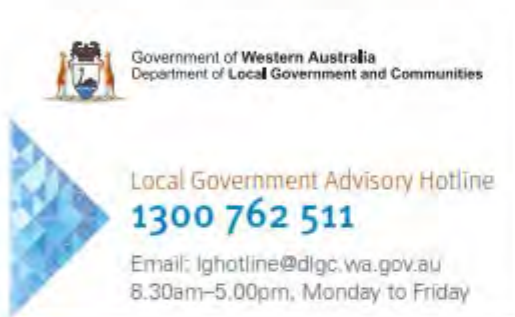 Government of Western Australia
Department of Local Government and Communities
Local Government Advisory Hotline
1300 762 511
Email: lghotline@dlgc.wa.gov.au
8.30am–5.00pm, Monday to Friday